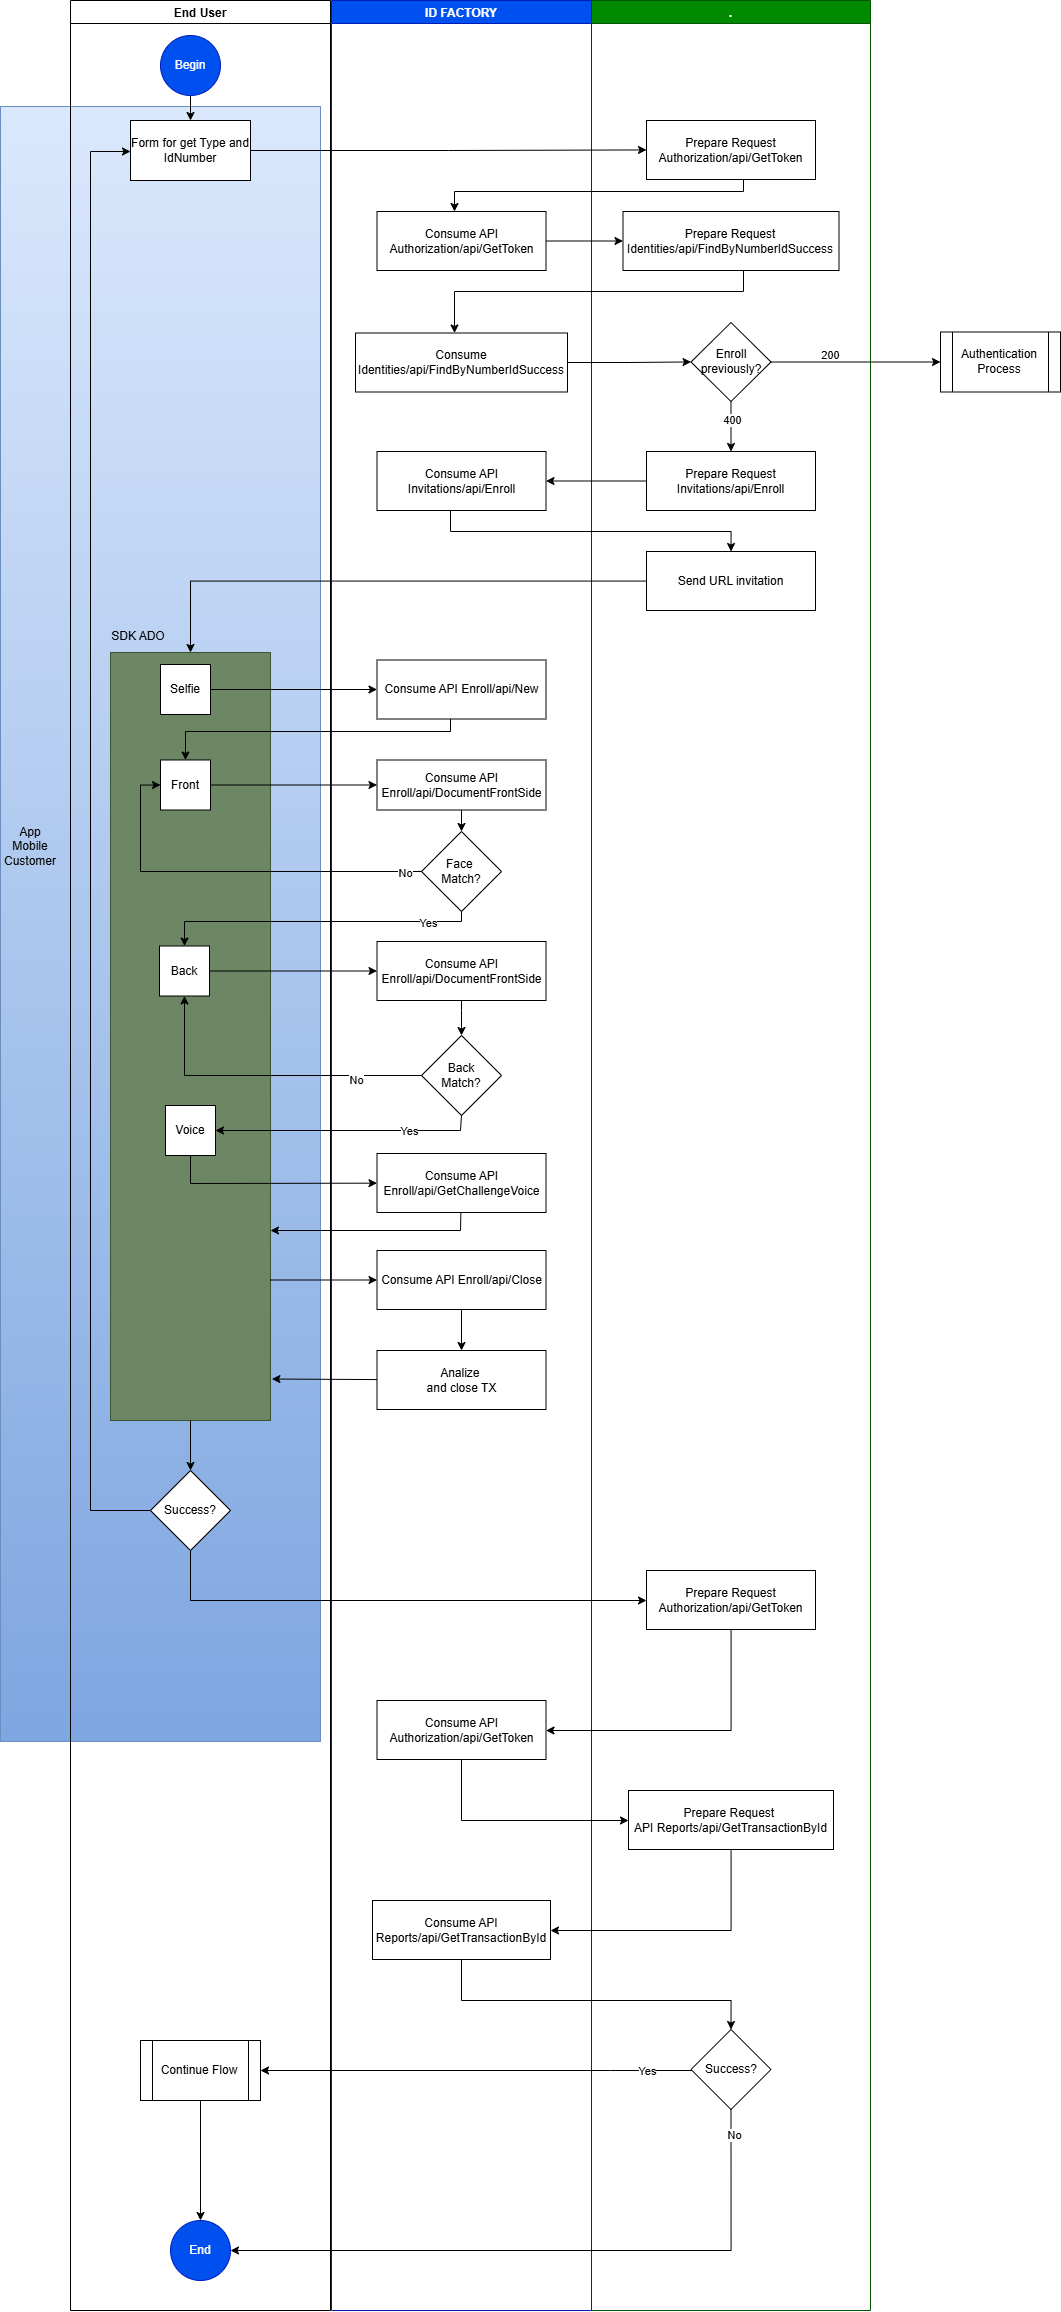 End User
ID FACTORY
.
Begin
Form for get Type and
IdNumber
Prepare Request
Authorization/api/GetToken
Consume API
Authorization/api/GetToken
Prepare Request
Identities/api/FindByNumberIdSuccess
Consume
Identities/api/FindByNumberIdSuccess
Enroll
previously?
200
Authentication
Process
400
Consume API
Invitations/api/Enroll
Prepare Request
Invitations/api/Enroll
Send URL invitation
SDK ADO
Selfie
Consume API Enroll/api/New
Front
Consume API
Enroll/api/DocumentFrontSide
App
Mobile
Customer
Face
Match?
No
Yes
Back
Consume API
Enroll/api/DocumentFrontSide
Back
Match?
No
Voice
Yes
Consume API
Enroll/api/GetChallengeVoice
Consume API Enroll/api/Close
Analize
and close TX
Success?
Prepare Request
Authorization/api/GetToken
Consume API
Authorization/api/GetToken
Prepare Request
API Reports/api/GetTransactionById
Consume API
Reports/api/GetTransactionById
Continue Flow
Yes
Success?
No
End